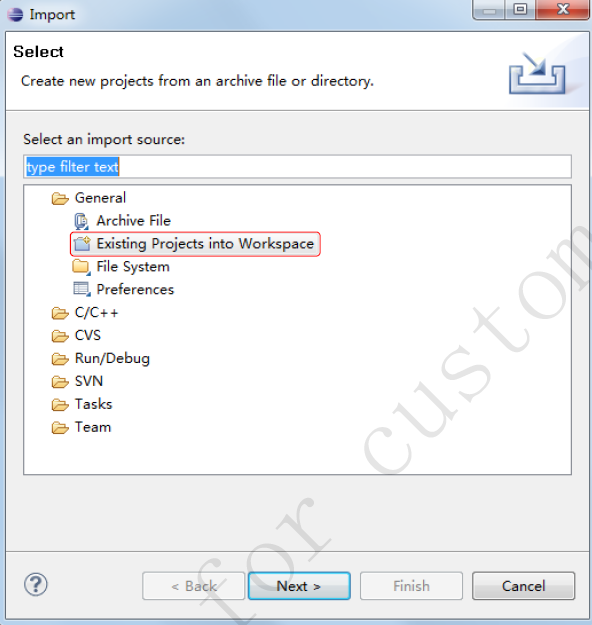 Import
Select
Create new projects from an archive file or directory.
Select an import source:
type filter text
General
Archive File
Existing Projects into Workspace
File System
Preferences
C/C++
CVS
Run/Debug
SVN
Tasks
Team
for custom
< Back
Next >
Finish
Cancel